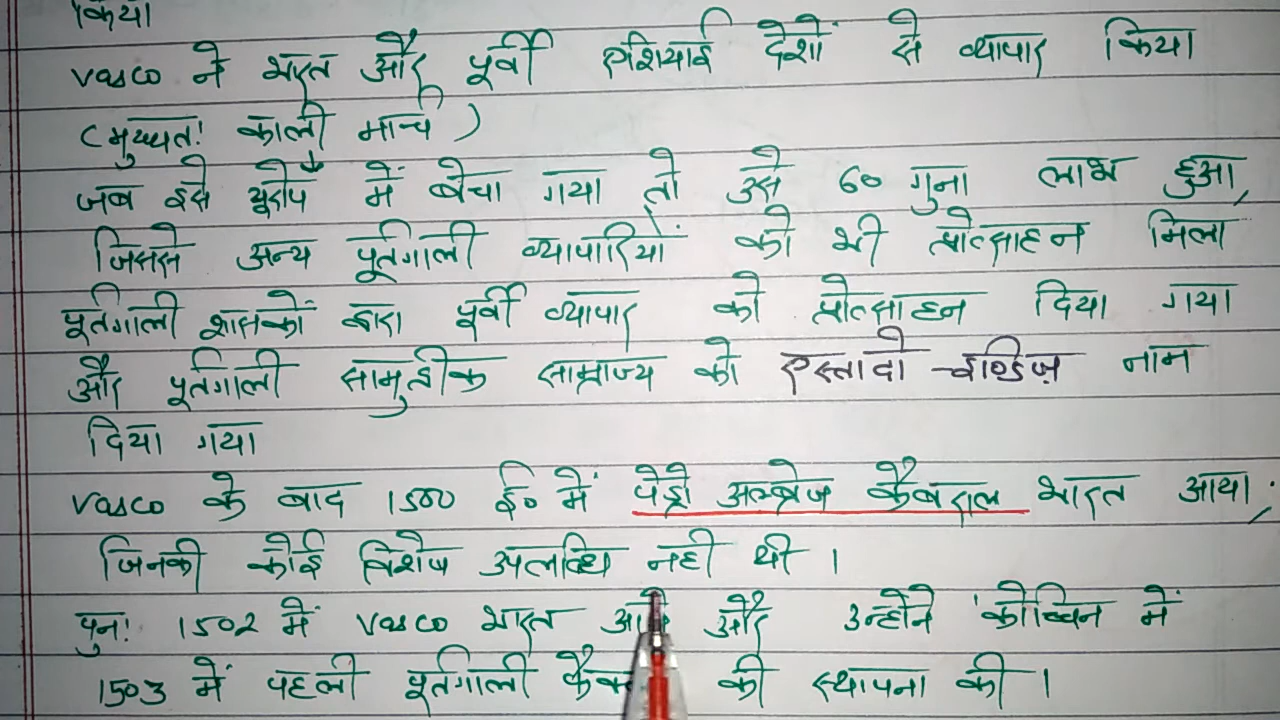 किया
vasco ने भारत और पूर्वी एशियाई देशों से व्यापार किया
(मुख्यत: काली मार्च)
जब इसे यूरोप में बेचा गया तो उसे 60 गुना लाभ हुआ,
जिससे अन्य पूर्तगाली व्यापारियों को भी प्रोत्साहन मिला
पूर्तगाली शासकों द्वारा पूर्वी व्यापार को प्रोत्साहन दिया गया
और पूर्तगाली सामुद्रीक साम्राज्य को एस्तादो-इण्डिज़ नाम
दिया गया
vasco के बाद 1500 ई० में पेड्रो अल्ब्रेज कैबराल भारत आया,
जिनकी कोई विशेष उपलब्धि नही थी।
पुन: 1502 में vasco भारत और उन्होंने कोच्चिन में
1503 में पहली पूर्तगाली की स्थापना की।